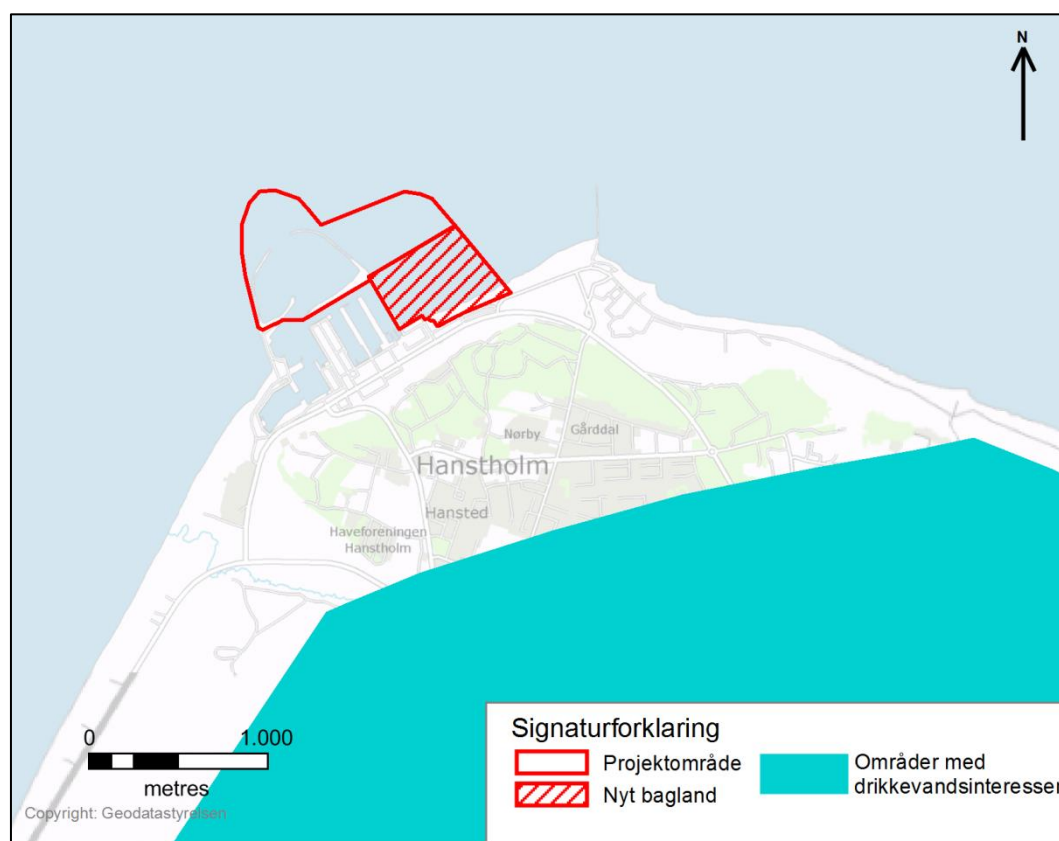 N
Nørby
Gårddal
Hanstholm
Hansted
Haveforeningen
Hanstholm
0
1.000
metres
Copyright: Geodatastyrelsen
Signaturforklaring
Projektområde
Nyt bagland
Områder med
drikkevandsinteresser